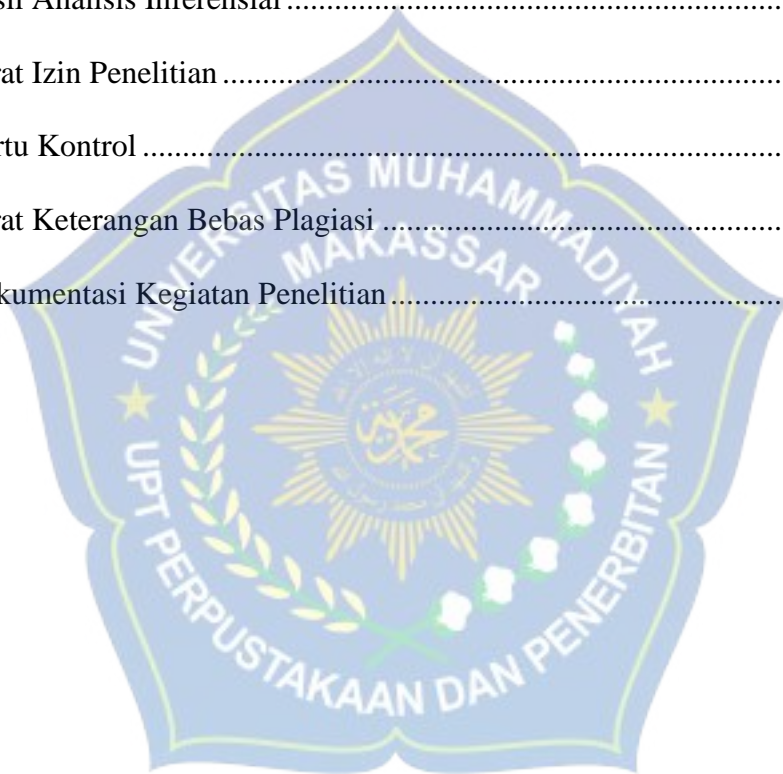 sil Analisis Inferensial ........................................................................
rat Izin Penelitian ........................................................................
rtu Kontrol ........................................................................
rat Keterangan Bebas Plagiasi ........................................................................
kumentasi Kegiatan Penelitian ........................................................................
UNIVERSITAS MUHAMMADIYAH
MAKASSAR
UPT PERPUSTAKAAN DAN PENERBITAN